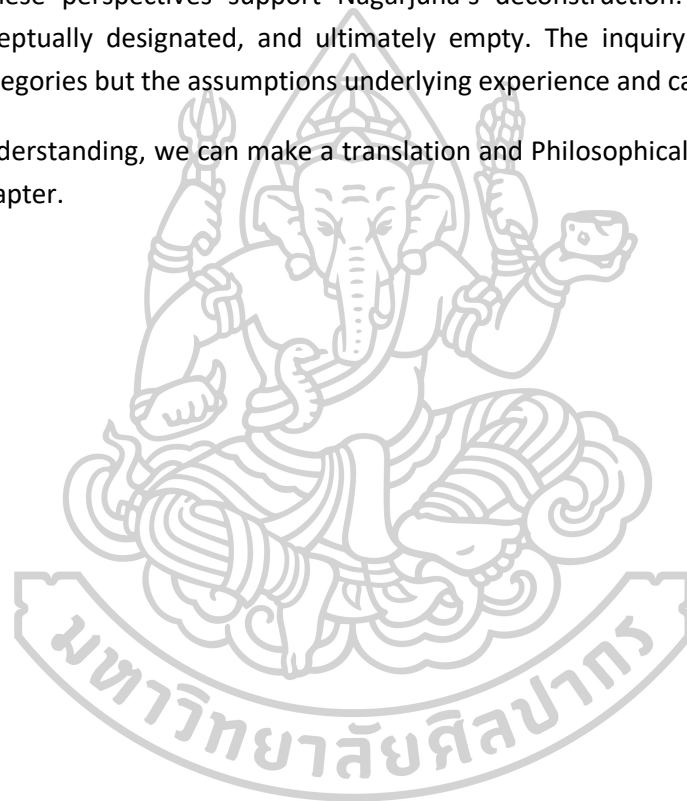 hese perspectives support Nāgārjuna's deconstruction.
eptually designated, and ultimately empty. The inquiry
egories but the assumptions underlying experience and ca
derstanding, we can make a translation and Philosophical
apter.
มหาวิทยาลัยศิลปากร